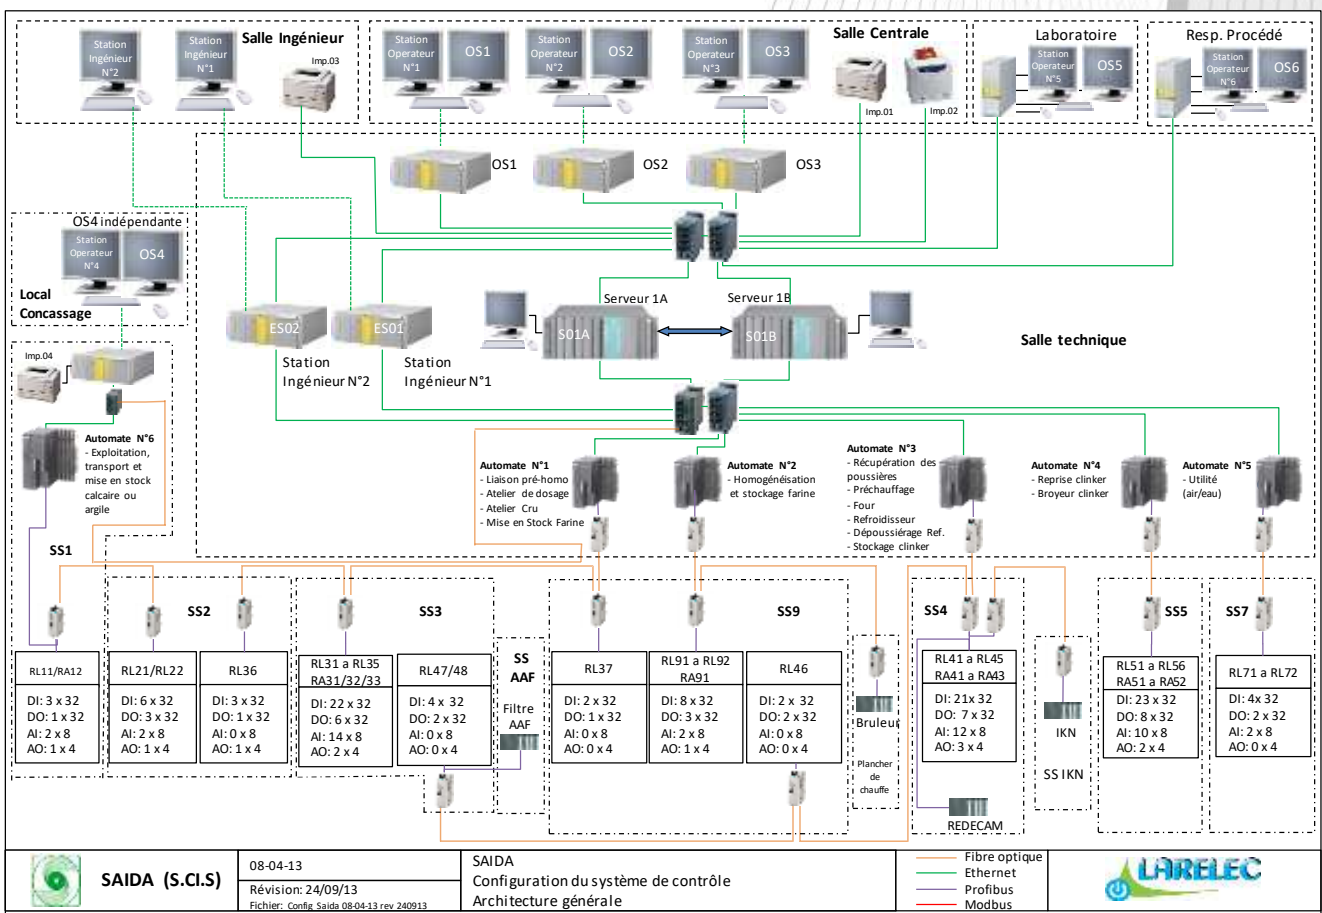 Salle Ingénieur
Station
Ingénieur
N°2
Station
Ingénieur
N°1
Imp.03
Salle Centrale
Station
Operateur
N°1
OS1
Station
Operateur
N°2
OS2
Station
Operateur
N°3
OS3
Imp.01
Imp.02
Laboratoire
Station
Operateur
N°5
OS5
Resp. Procédé
Station
Operateur
N°6
OS6
OS1
OS2
OS3
OS4 indépendante
Station
Operateur
N°4
OS4
Local
Concassage
Imp.04
ES02
Station
Ingénieur N°2
ES01
Station
Ingénieur N°1
Serveur 1A
S01A
Serveur 1B
S01B
Salle technique
Automate N°6
- Exploitation,
transport et
mise en stock
calcaire ou
argile
Automate N°1
- Liaison pré-homo
- Atelier de dosage
- Atelier Cru
- Mise en Stock Farine
Automate N°2
- Homogénéisation
et stockage farine
Automate N°3
- Récupération des
poussières
- Préchauffage
- Four
- Refroidisseur
- Dépoussiérage Ref.
- Stockage clinker
Automate N°4
- Reprise clinker
- Broyeur clinker
Automate N°5
- Utilité
(air/eau)
SS1
RL11/RA12
DI: 3 x 32
DO: 1 x 32
AI: 2 x 8
AO: 1 x 4
SS2
RL21/RL22
DI: 6 x 32
DO: 3 x 32
AI: 2 x 8
AO: 1 x 4
RL36
DI: 3 x 32
DO: 1 x 32
AI: 0 x 8
AO: 1 x 4
SS3
RL31 a RL35
RA31/32/33
DI: 22 x 32
DO: 6 x 32
AI: 14 x 8
AO: 2 x 4
RL47/48
DI: 4 x 32
DO: 2 x 32
AI: 0 x 8
AO: 0 x 4
SS
AAF
Filtre
AAF
SS9
RL37
DI: 2 x 32
DO: 1 x 32
AI: 0 x 8
AO: 0 x 4
RL91 a RL92
RA91
DI: 8 x 32
DO: 3 x 32
AI: 2 x 8
AO: 1 x 4
RL46
DI: 2 x 32
DO: 2 x 32
AI: 0 x 8
AO: 0 x 4
Bruleur
Plancher
de
chauffe
SS4
RL41 a RL45
RA41 a RA43
DI: 21x 32
DO: 7 x 32
AI: 12 x 8
AO: 3 x 4
REDECAM
IKN
SS IKN
SS5
RL51 a RL56
RA51 a RA52
DI: 23 x 32
DO: 8 x 32
AI: 10 x 8
AO: 2 x 4
SS7
RL71 a RL72
DI: 4x 32
DO: 2 x 32
AI: 2 x 8
AO: 0 x 4
SAIDA (S.CI.S)
08-04-13
Révision: 24/09/13
Fichier: Config Saida 08-04-13 rev 240913
SAIDA
Configuration du système de contrôle
Architecture générale
Fibre optique
Ethernet
Profibus
Modbus
LARELEC